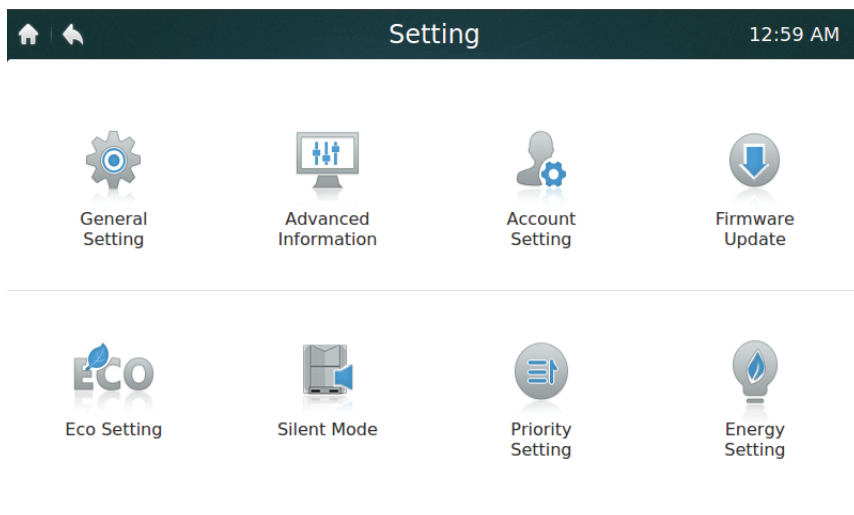 Setting
12:59 AM
General
Setting
Advanced
Information
Account
Setting
Firmware
Update
ECO
Eco Setting
Silent Mode
Priority
Setting
Energy
Setting